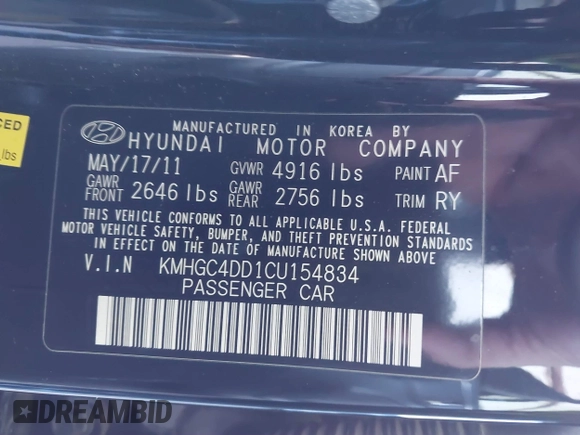 CED
lbs
MANUFACTURED IN KOREA BY
HYUNDAI MOTOR COMPANY
MAY/17/11 GVWR 4916 lbs PAINT AF
GAWR FRONT 2646 lbs GAWR REAR 2756 lbs TRIM RY
THIS VEHICLE CONFORMS TO ALL APPLICABLE U.S.A. FEDERAL
MOTOR VEHICLE SAFETY, BUMPER, AND THEFT PREVENTION STANDARDS
IN EFFECT ON THE DATE OF MANUFACTURE SHOWN ABOVE.
V.I.N KMHGC4DD1CU154834
PASSENGER CAR
DREAMBID